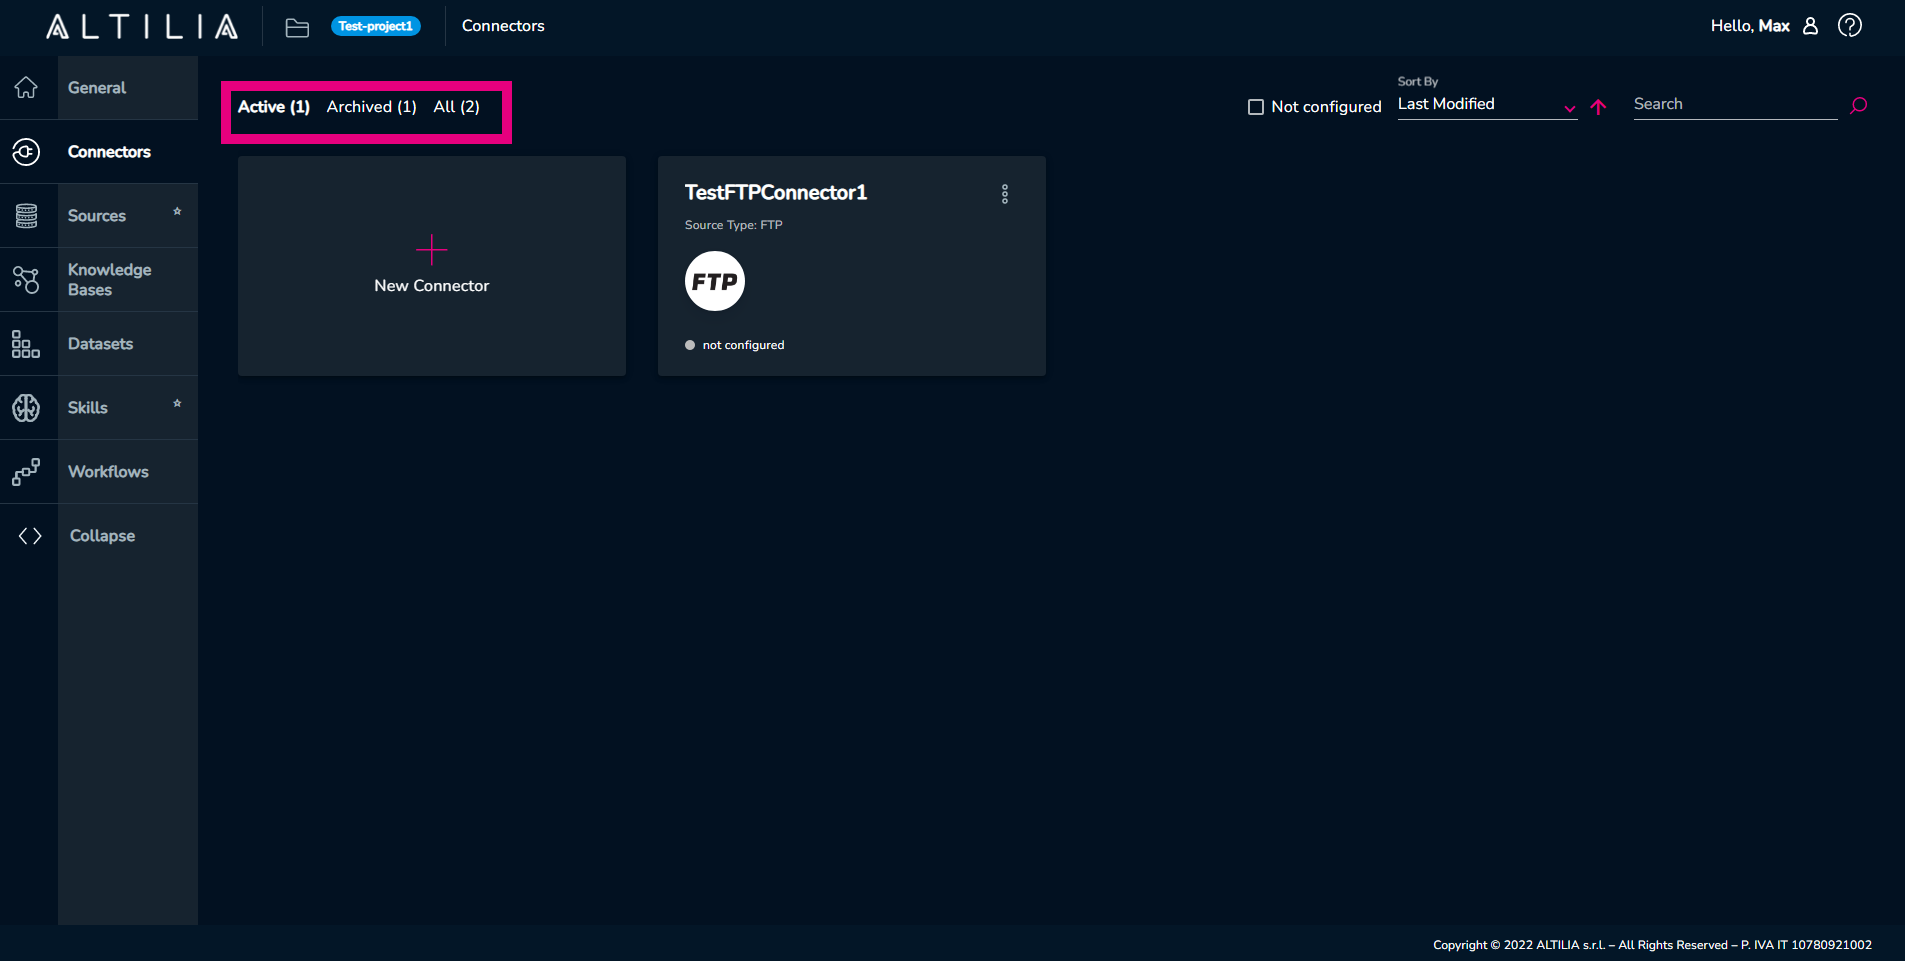 ALTILIA
Test-project1
Connectors
Hello, Max
General
Connectors
Sources
Knowledge
Bases
Datasets
Skills
Workflows
Collapse
Active (1) Archived (1) All (2)
Not configured
Sort By
Last Modified
Search
New Connector
TestFTPConnector1
Source Type: FTP
FTP
not configured
Copyright © 2022 ALTILIA s.r.l. – All Rights Reserved – P. IVA IT 10780921002